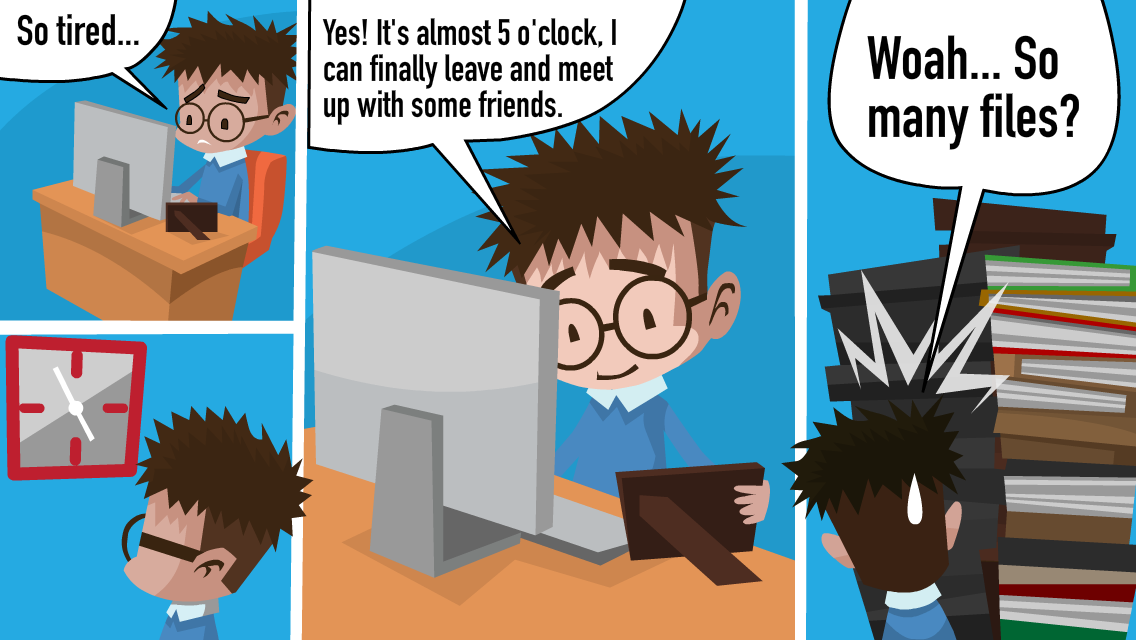 So tired...
Yes! It's almost 5 o'clock, I
can finally leave and meet
up with some friends.
Woah... So
many files?